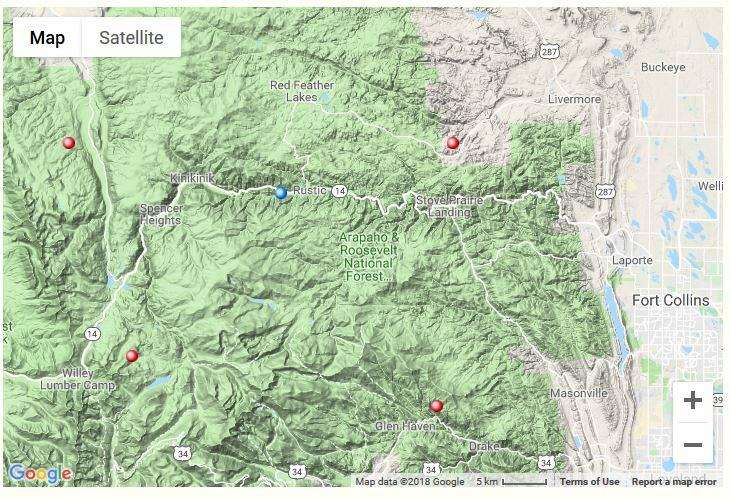 Map Satellite
287
Buckeye
Red Feather
Lakes
Livermore
Kinikinik
Rustic 14
287
Welli
Spencer
Heights
Stove Prairie
Landing
Arapaho &
Roosevelt
National
Forest...
Laporte
Fort Collins
st
k
14
Willey
Lumber Camp
Masonville
+
39
Glen Haven
Drake
−
34
34
34
34
Google
Map data ©2018 Google 5 km Terms of Use Report a map error